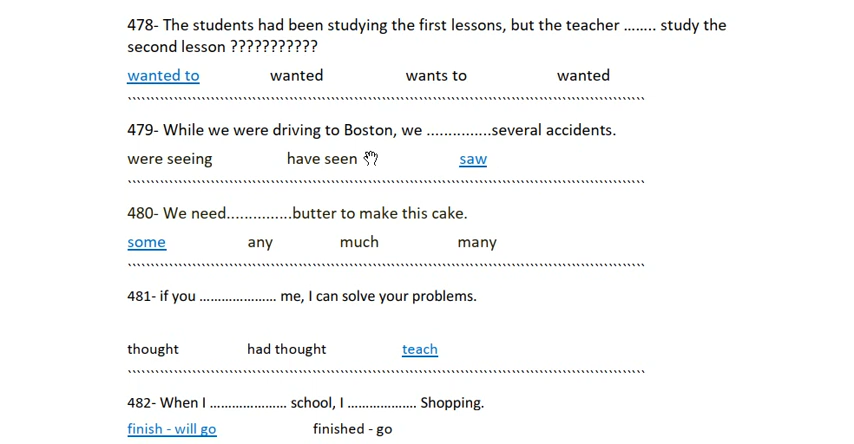 478- The students had been studying the first lessons, but the teacher …….. study the
second lesson ???????????
wanted to wanted wants to wanted
479- While we were driving to Boston, we ……………several accidents.
were seeing have seen saw
480- We need..............butter to make this cake.
some any much many
481- if you ………………… me, I can solve your problems.
thought had thought teach
482- When I ………………… school, I ………………. Shopping.
finish - will go finished - go